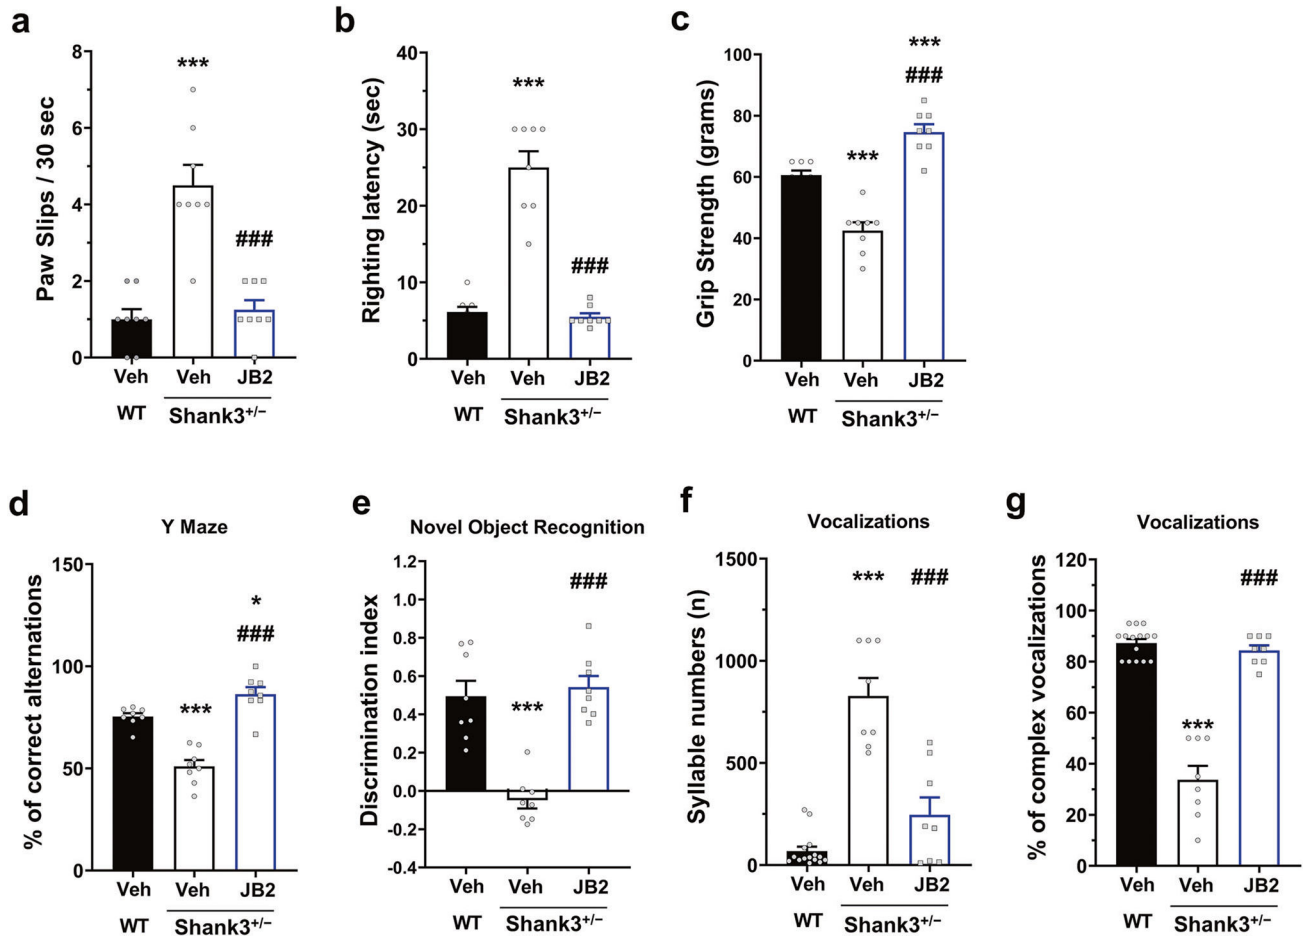 a
Paw Slips / 30 sec
8
6
4
2
0
***
###
Veh
Veh
JB2
WT
Shank3+/−
b
Righting latency (sec)
40
30
20
10
0
***
###
Veh
Veh
JB2
WT
Shank3+/−
c
Grip Strength (grams)
100
80
60
40
20
0
***
***
###
Veh
Veh
JB2
WT
Shank3+/−
d
Y Maze
% of correct alternations
150
100
50
0
***
*
###
Veh
Veh
JB2
WT
Shank3+/−
e
Novel Object Recognition
Discrimination index
1.2
1.0
0.8
0.6
0.4
0.2
0.0
-0.2
-0.4
***
###
Veh
Veh
JB2
WT
Shank3+/−
f
Vocalizations
Syllable numbers (n)
1500
1000
500
0
***
###
Veh
Veh
JB2
WT
Shank3+/−
g
Vocalizations
% of complex vocalizations
120
100
80
60
40
20
0
***
###
Veh
Veh
JB2
WT
Shank3+/−